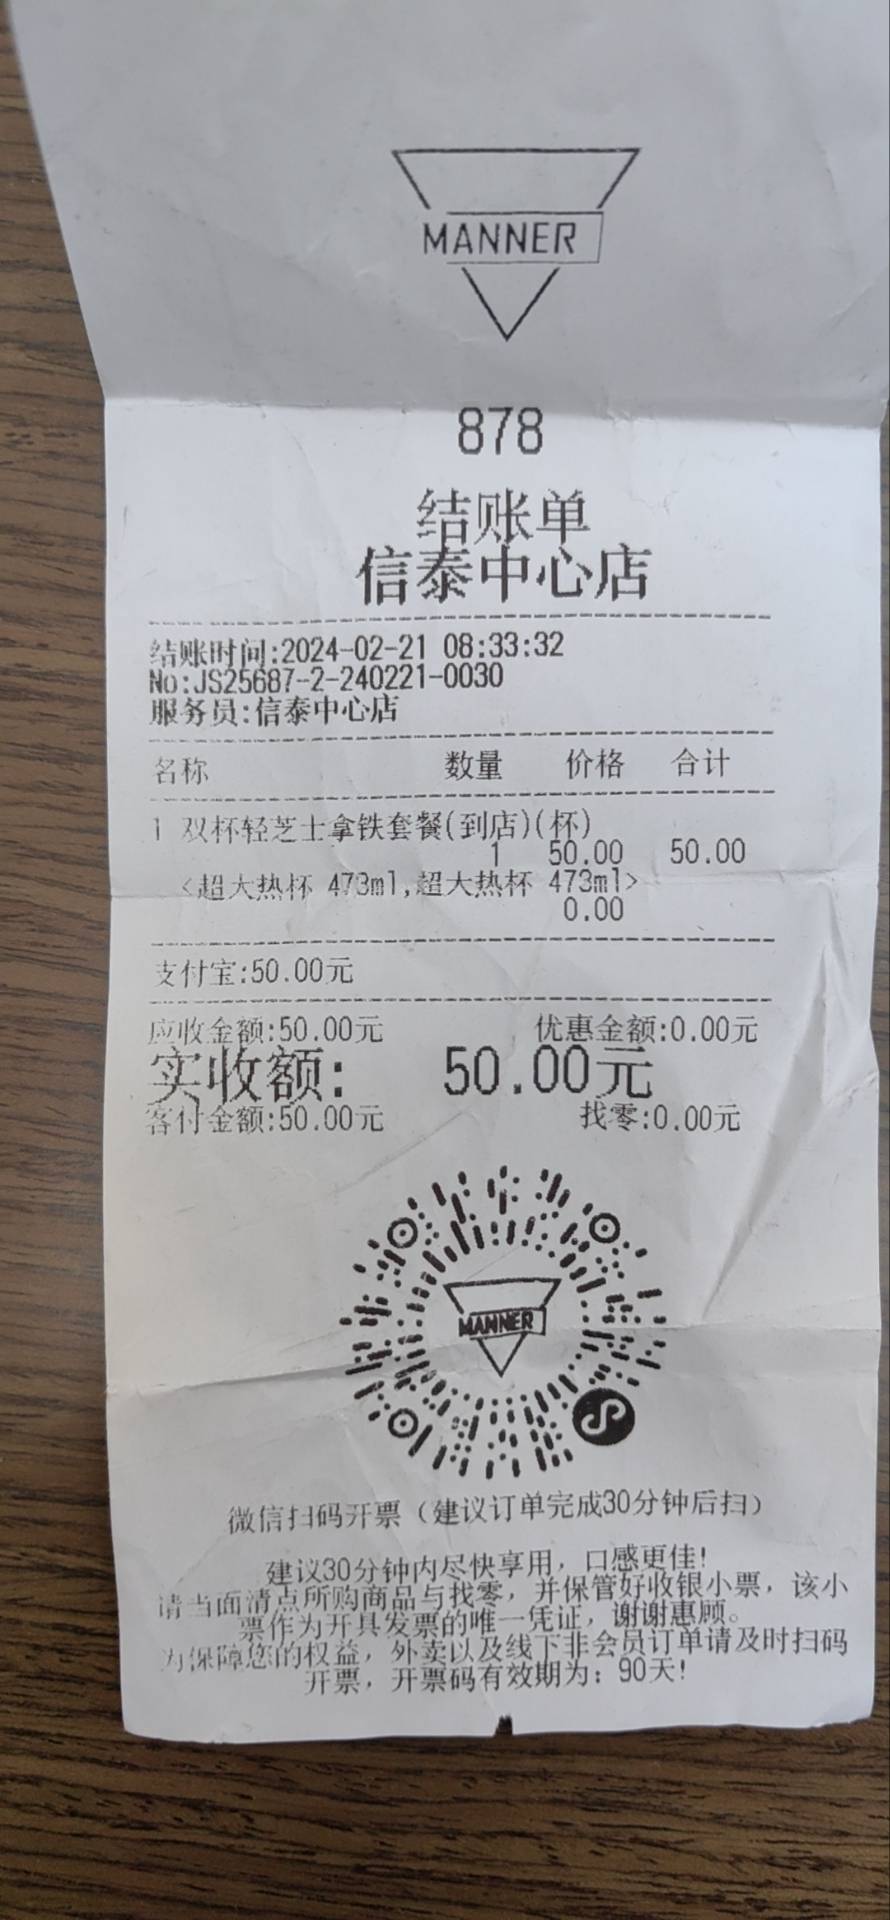 MANNER
878
结账单
信泰中心店
结账时间:2024-02-21 08:33:32
No:JS25687-2-240221-0030
服务员:信泰中心店
名称 数量 价格 合计
1 双杯轻芝士拿铁套餐(到店)(杯)
1 50.00 50.00
<超大热杯 473ml,超大热杯 473ml>
0.00
支付宝:50.00元
应收金额:50.00元 优惠金额:0.00元
实收额: 50.00元
客付金额:50.00元 找零:0.00元
MANNER
微信扫码开票（建议订单完成30分钟后扫）
建议30分钟内尽快享用，口感更佳!
请当面清点所购商品与找零，并保管好收银小票，该小
票作为开具发票的唯一凭证，谢谢惠顾。
为保障您的权益，外卖以及线下非会员订单请及时扫码
开票，开票码有效期为：90天!